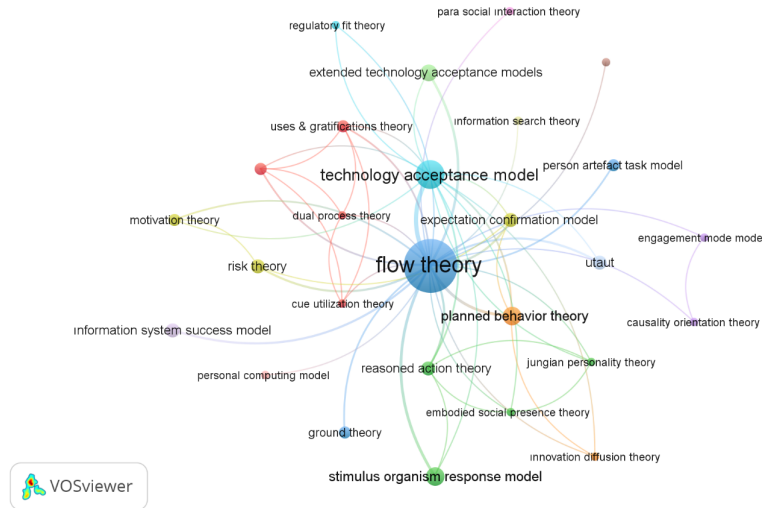 para social interaction theory
regulatory fit theory
extended technology acceptance models
information search theory
uses & gratifications theory
person artefact task model
technology acceptance model
dual process theory
motivation theory
expectation confirmation model
engagement mode mode
flow theory
utaut
risk theory
cue utilization theory
planned behavior theory
causality orientation theory
information system success model
jungian personality theory
reasoned action theory
personal computing model
embodied social presence theory
ground theory
innovation diffusion theory
stimulus organism response model
VOSviewer